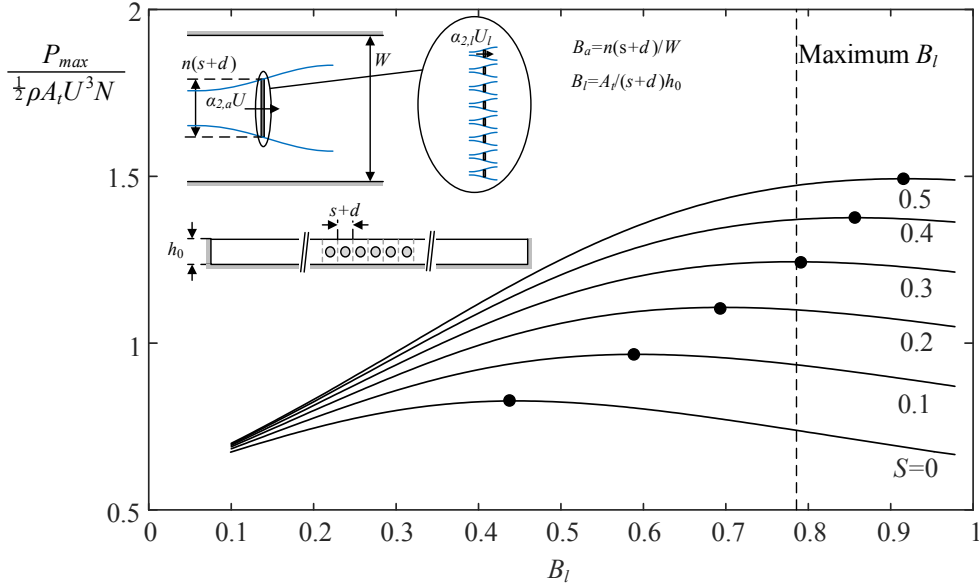 2
1.5
1
0.5
P_max
½ρA_tU³N
0
0.1
0.2
0.3
0.4
0.5
0.6
0.7
0.8
0.9
1
B_l
n(s+d)
α_{2,a}U
W
α_{2,l}U_l
B_a=n(s+d)/W
B_l=A_t/(s+d)h_0
Maximum B_l
s+d
h_0
0.5
0.4
0.3
0.2
0.1
S=0